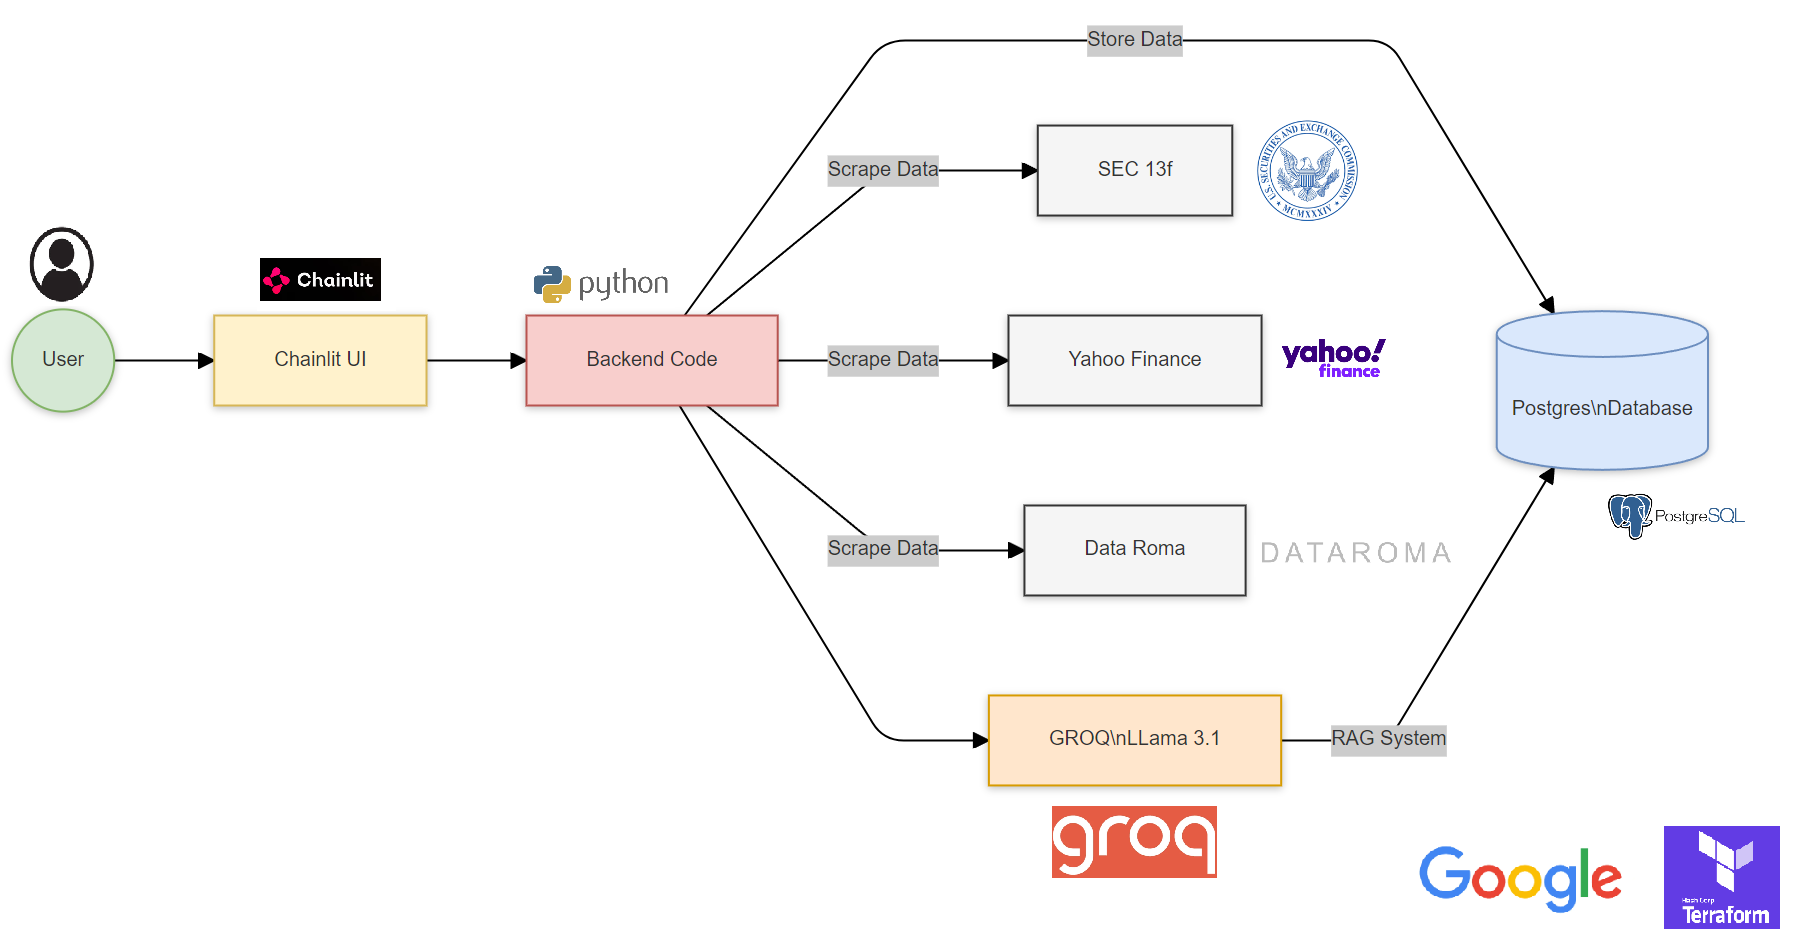 Store Data
Scrape Data
SEC 13f
U.S. SECURITIES AND EXCHANGE COMMISSION
MCMXXXIV
Chainlit
python
User
Chainlit UI
Backend Code
Scrape Data
Yahoo Finance
yahoo!
finance
Postgres\nDatabase
PostgreSQL
Scrape Data
Data Roma
DATAROMA
GROQ\nLLama 3.1
RAG System
groq
Google
HashiCorp
Terraform